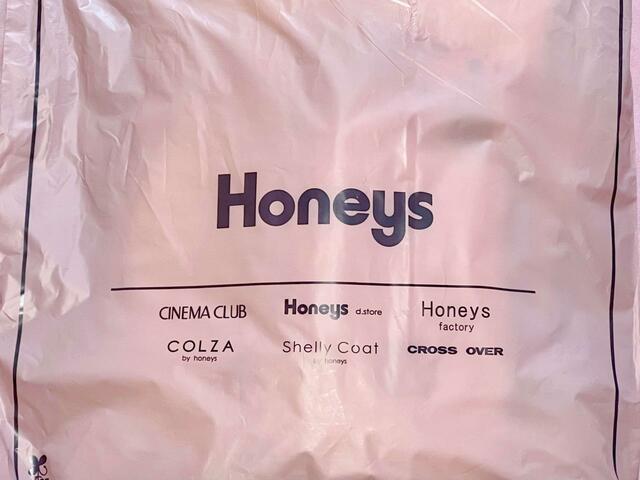 Honeys
CINEMA CLUB
Honeys d.store
Honeys
factory
COLZA
by honeys
Shelly Coat
by honeys
CROSS OVER